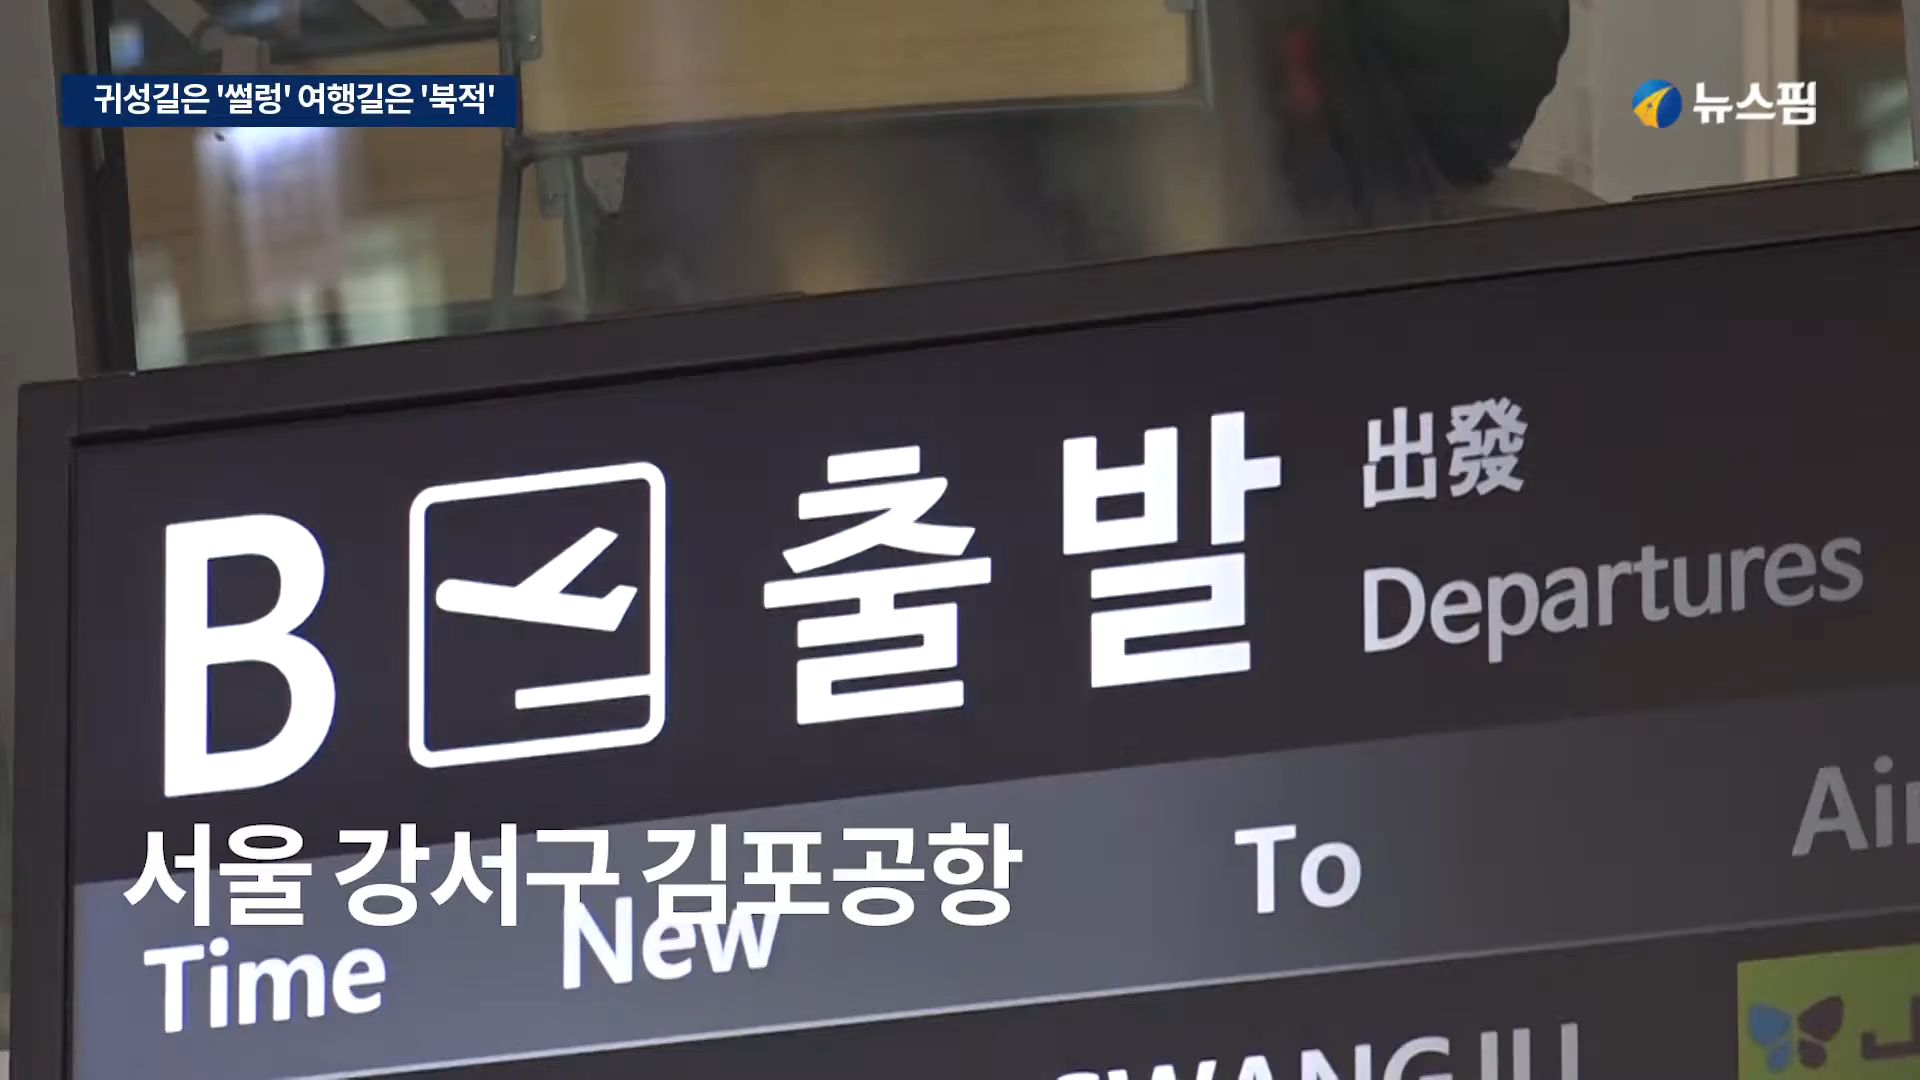 귀성길은 '썰렁' 여행길은 '북적'
뉴스핌
B 출발 出發
Departures
서울 강서구 김포공항
Time New To